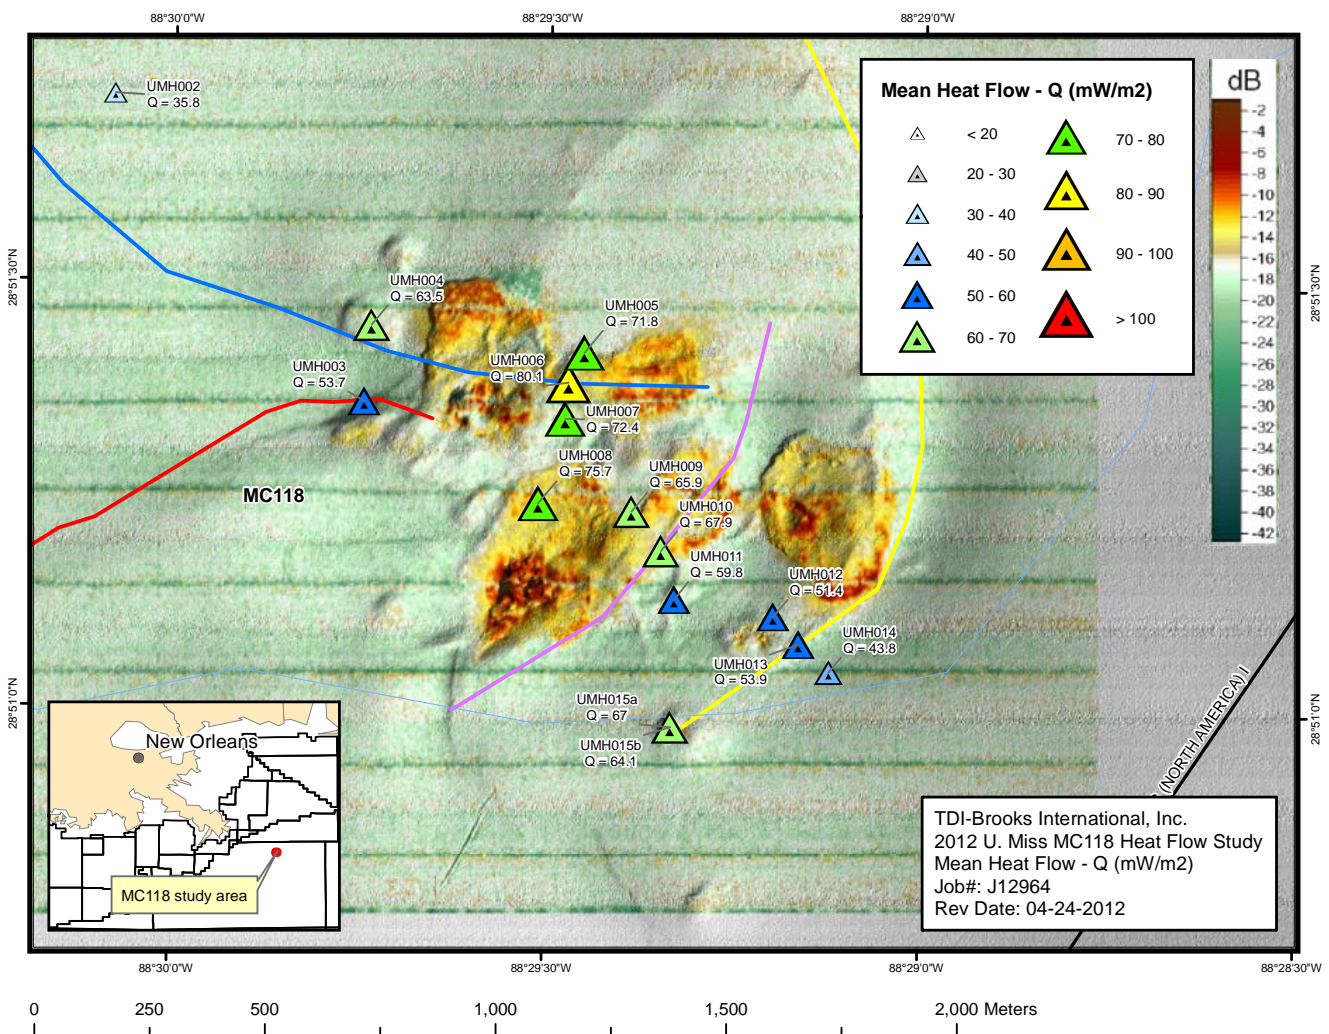 88°30'0"W
88°29'30"W
88°29'0"W
28°51'30"N
28°51'0"N
28°51'30"N
28°51'0"N
UMH002
Q = 35.8
UMH004
Q = 63.5
UMH005
Q = 71.8
UMH006
Q = 80.1
UMH003
Q = 53.7
UMH007
Q = 72.4
UMH008
Q = 75.7
UMH009
Q = 65.9
MC118
UMH010
Q = 67.9
UMH011
Q = 59.8
UMH012
Q = 51.4
UMH014
Q = 43.8
UMH013
Q = 53.9
UMH015a
Q = 67
UMH015b
Q = 64.1
Mean Heat Flow - Q (mW/m2)
< 20
20 - 30
30 - 40
40 - 50
50 - 60
60 - 70
70 - 80
80 - 90
90 - 100
> 100
dB
-2
-4
-5
-8
-10
-12
-14
-16
-18
-20
-22
-24
-26
-28
-30
-32
-34
-36
-38
-40
-42
(NORTH AMERICA) I
New Orleans
MC118 study area
TDI-Brooks International, Inc.
2012 U. Miss MC118 Heat Flow Study
Mean Heat Flow - Q (mW/m2)
Job#: J12964
Rev Date: 04-24-2012
88°30'0"W
88°29'30"W
88°29'0"W
88°28'30"W
0
250
500
1,000
1,500
2,000 Meters